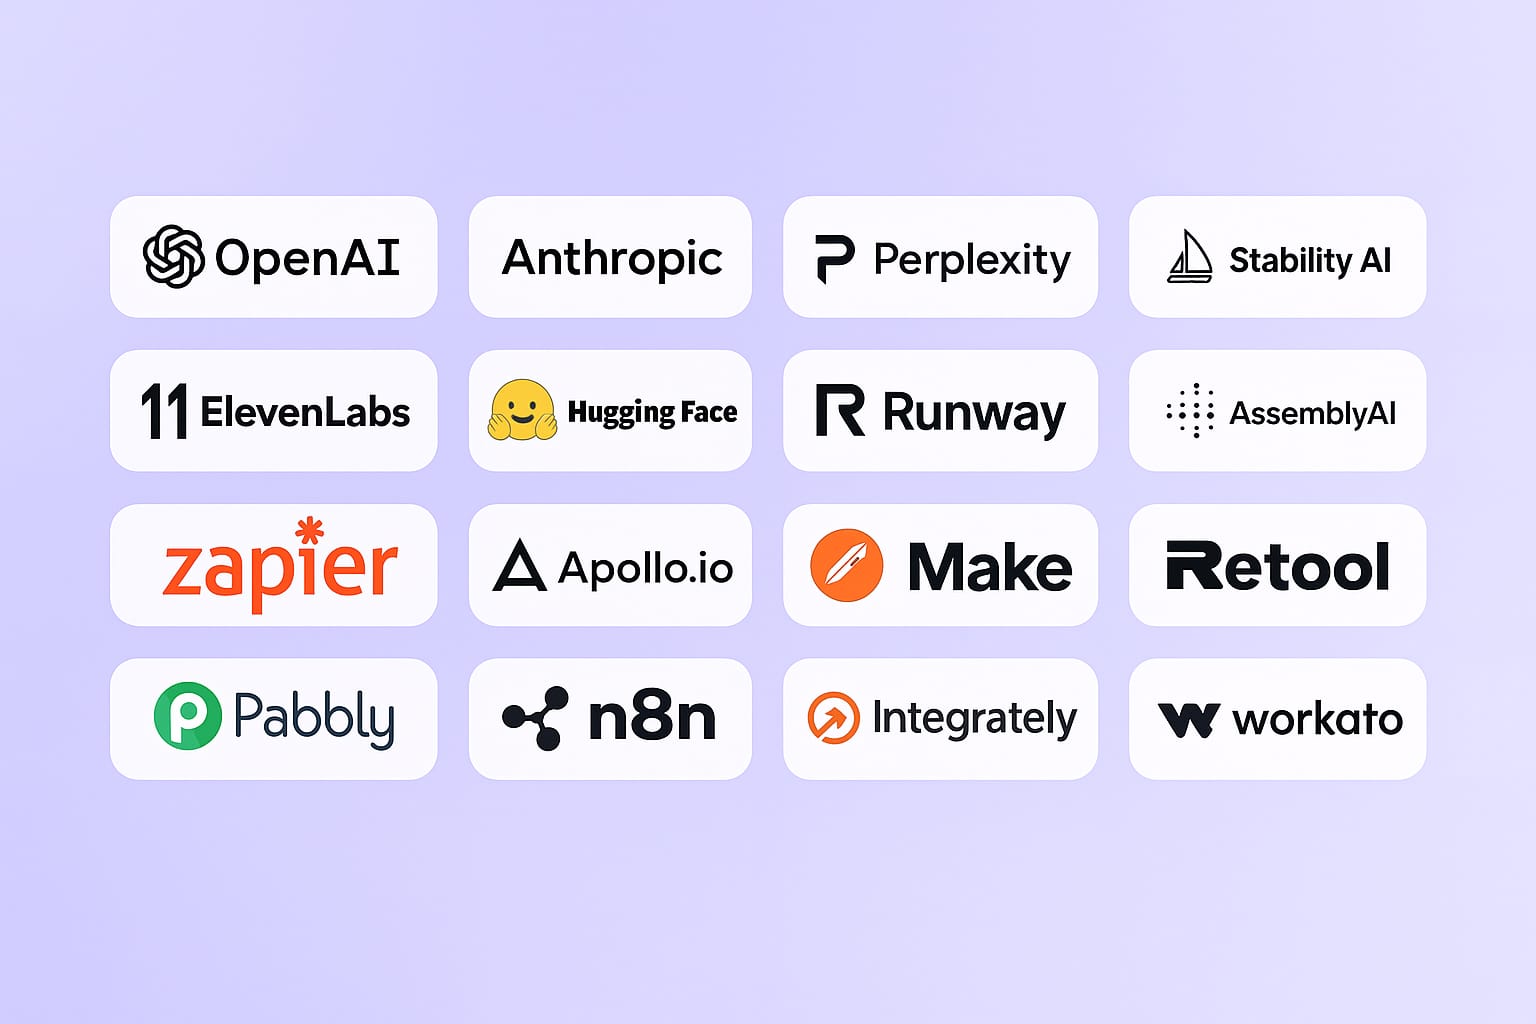 OpenAI
Anthropic
Perplexity
Stability AI
11 ElevenLabs
Hugging Face
R Runway
AssemblyAI
zapier
Apollo.io
Make
Retool
Pabbly
n8n
Integrately
workato